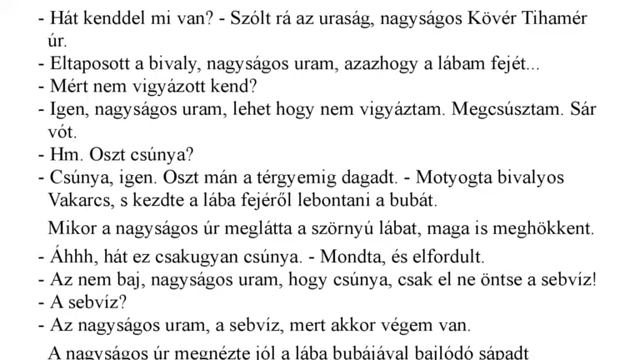 - Hát kenddel mi van? - Szólt rá az uraság, nagyságos Kövér Tihamér
úr.
- Eltaposott a bivaly, nagyságos uram, azazhogy a lábam fejét...
- Mért nem vigyázott kend?
- Igen, nagyságos uram, lehet hogy nem vigyáztam. Megcsúsztam. Sár
vót.
- Hm. Oszt csúnya?
- Csúnya, igen. Oszt mán a térgyemig dagadt. - Motyogta bivalyos
Vakarcs, s kezdte a lába fejéről lebontani a bubát.
Mikor a nagyságos úr meglátta a szörnyú lábat, maga is meghökkent.
- Áhhh, hát ez csakugyan csúnya. - Mondta, és elfordult.
- Az nem baj, nagyságos uram, hogy csúnya, csak el ne öntse a sebvíz!
- A sebvíz?
- Az nagyságos uram, a sebvíz, mert akkor végem van.
A nagyságos úr megnézte jól a lába bubájával bajlódó sápadt